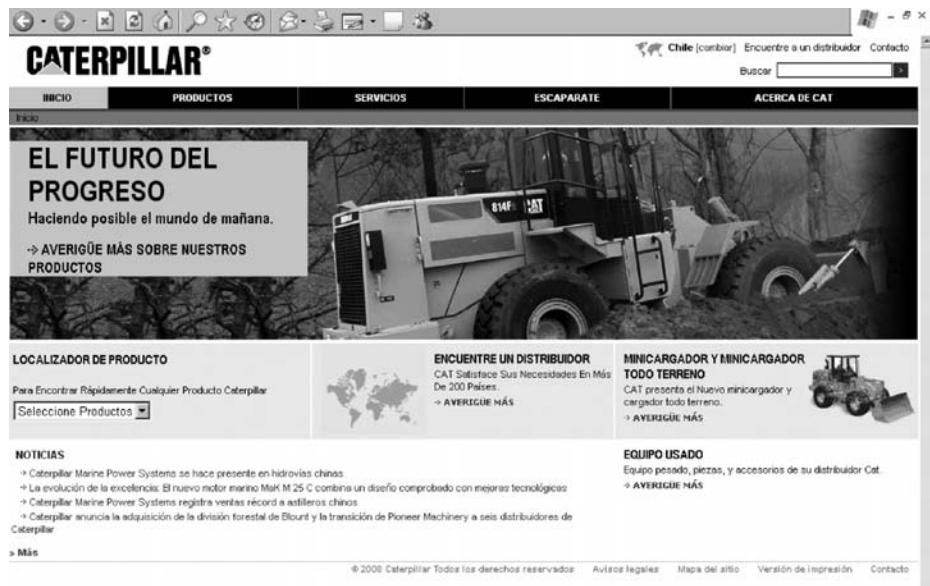 CATERPILLAR®
Chile [cambiar] Encuentre a un distribuidor Contacto
Buscar
INICIO PRODUCTOS SERVICIOS ESCAPARATE ACERCA DE CAT
Inicio
EL FUTURO DEL
PROGRESO
Haciendo posible el mundo de mañana.
AVERIGÜE MÁS SOBRE NUESTROS
PRODUCTOS
814F CAT
LOCALIZADOR DE PRODUCTO
Para Encontrar Rápidamente Cualquier Producto Caterpillar
Seleccione Productos
ENCUENTRE UN DISTRIBUIDOR
CAT Satisface Sus Necesidades En Más
De 200 Países.
AVERIGÜE MÁS
MINICARGADOR Y MINICARGADOR
TODO TERRENO
CAT presenta el Nuevo minicargador y
cargador todo terreno.
AVERIGÜE MÁS
NOTICIAS
Caterpillar Marine Power Systems se hace presente en hidrovías chinas
La evolución de la excelencia: El nuevo motor marino MaK M 25 C combina un diseño comprobado con mejoras tecnológicas
Caterpillar Marine Power Systems registra ventas récord a astilleros chinos
Caterpillar anuncia la adquisición de la división forestal de Blount y la transición de Pioneer Machinery a seis distribuidores de
Caterpillar
» Más
EQUIPO USADO
Equipo pesado, piezas, y accesorios de su distribuidor Cat.
AVERIGÜE MÁS
© 2008 Caterpillar Todos los derechos reservados Avisos legales Mapa del sitio Versión de impresión Contacto